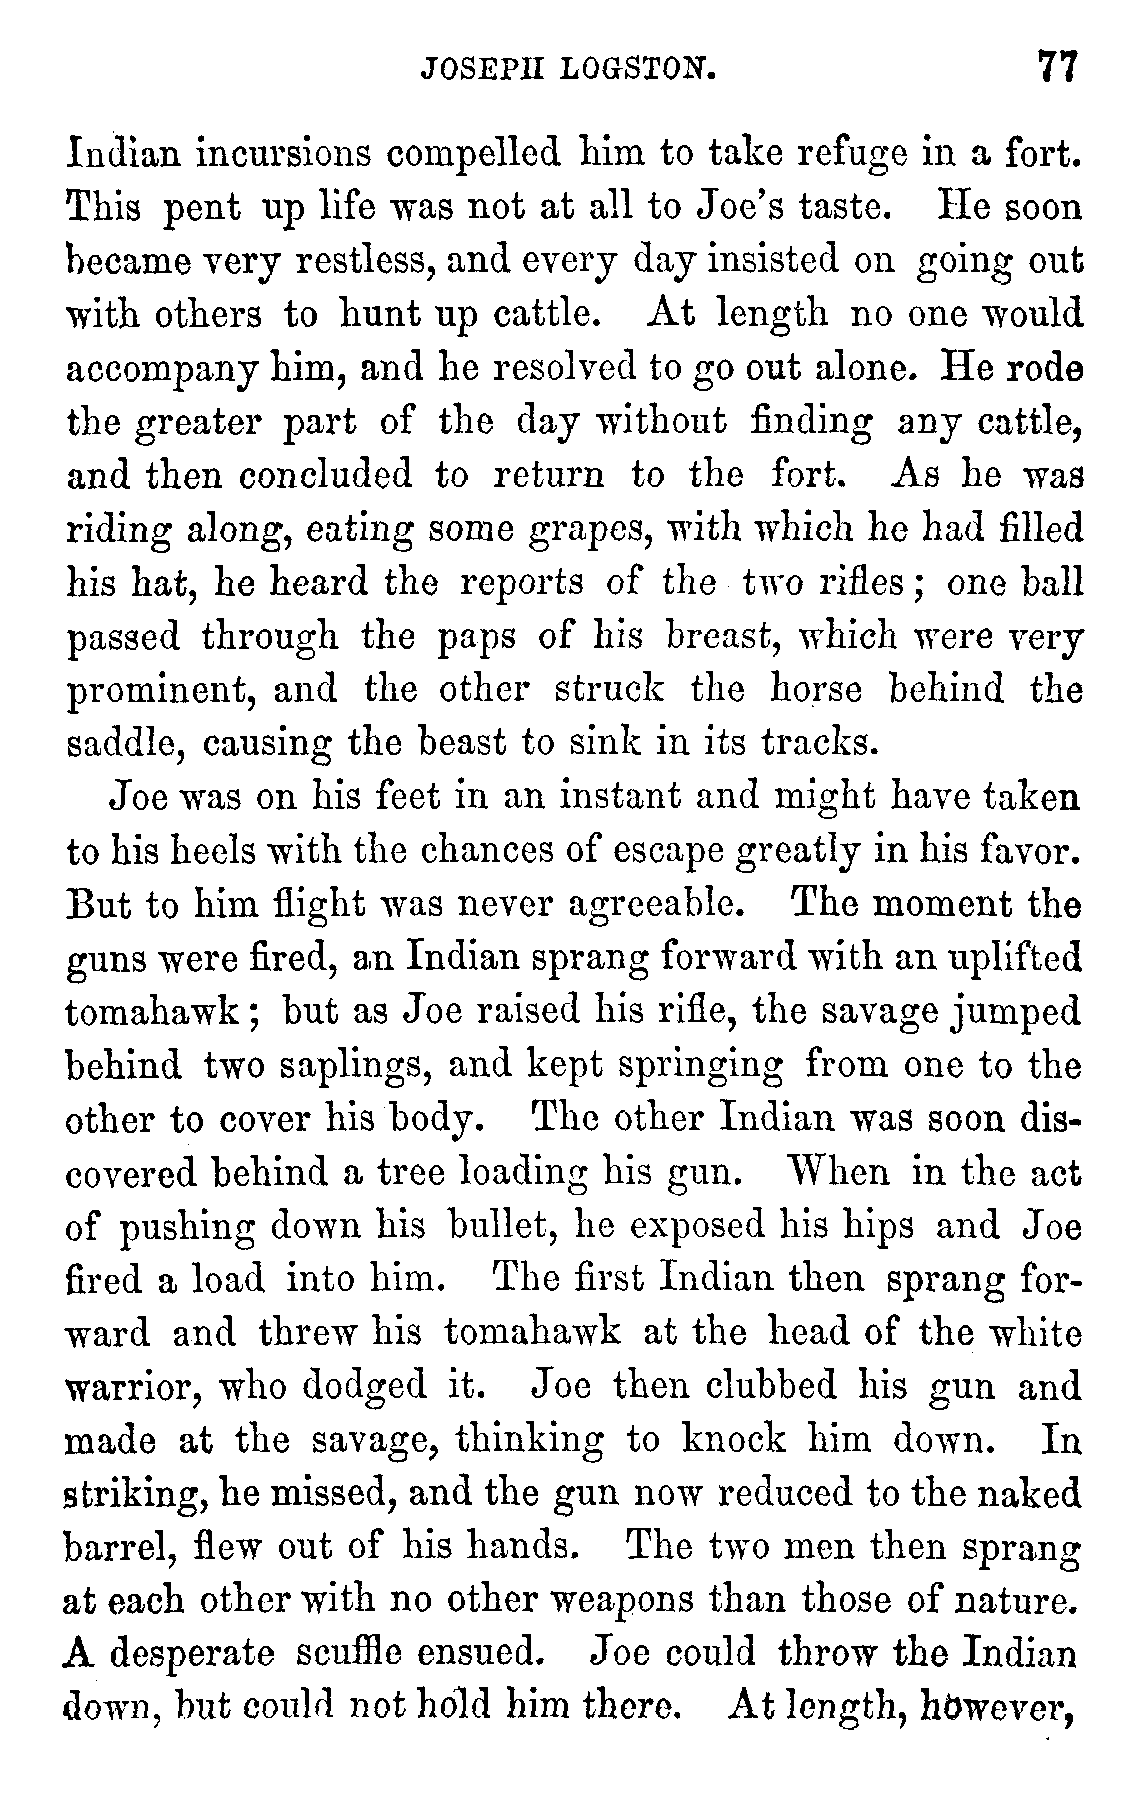 JOSEPH LOGSTON. 77
Indian incursions compelled him to take refuge in a fort.
This pent up life was not at all to Joe's taste. He soon
became very restless, and every day insisted on going out
with others to hunt up cattle. At length no one would
accompany him, and he resolved to go out alone. He rode
the greater part of the day without finding any cattle,
and then concluded to return to the fort. As he was
riding along, eating some grapes, with which he had filled
his hat, he heard the reports of the two rifles; one ball
passed through the paps of his breast, which were very
prominent, and the other struck the horse behind the
saddle, causing the beast to sink in its tracks.
Joe was on his feet in an instant and might have taken
to his heels with the chances of escape greatly in his favor.
But to him flight was never agreeable. The moment the
guns were fired, an Indian sprang forward with an uplifted
tomahawk; but as Joe raised his rifle, the savage jumped
behind two saplings, and kept springing from one to the
other to cover his body. The other Indian was soon dis-
covered behind a tree loading his gun. When in the act
of pushing down his bullet, he exposed his hips and Joe
fired a load into him. The first Indian then sprang for-
ward and threw his tomahawk at the head of the white
warrior, who dodged it. Joe then clubbed his gun and
made at the savage, thinking to knock him down. In
striking, he missed, and the gun now reduced to the naked
barrel, flew out of his hands. The two men then sprang
at each other with no other weapons than those of nature.
A desperate scuffle ensued. Joe could throw the Indian
down, but could not hold him there. At length, however,